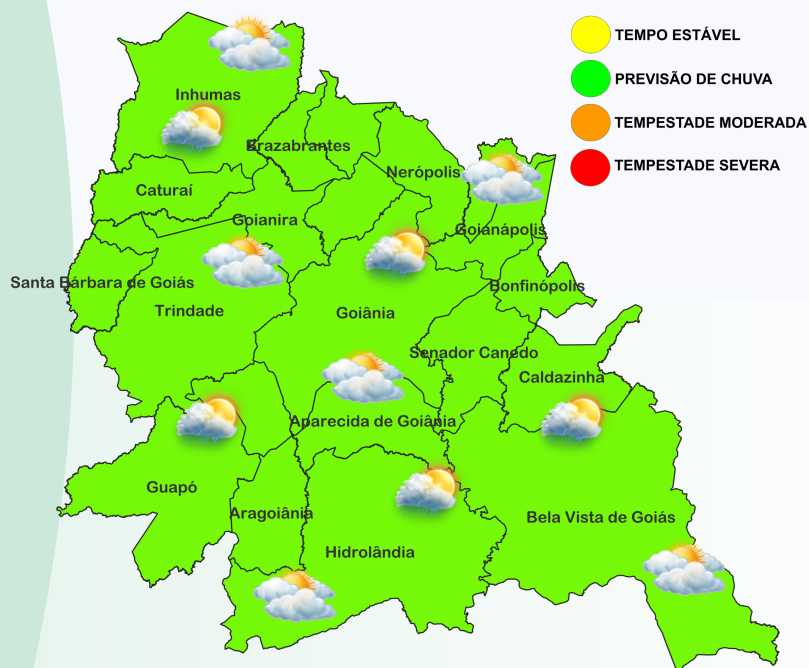 TEMPO ESTÁVEL
PREVISÃO DE CHUVA
TEMPESTADE MODERADA
TEMPESTADE SEVERA
Inhumas
Brazabrantes
Nerópolis
Caturaí
Goianira
Goianápolis
Santa Bárbara de Goiás
Bonfinópolis
Trindade
Goiânia
Senador Canedo
Caldazinha
Aparecida de Goiânia
Guapó
Aragoiânia
Bela Vista de Goiás
Hidrolândia